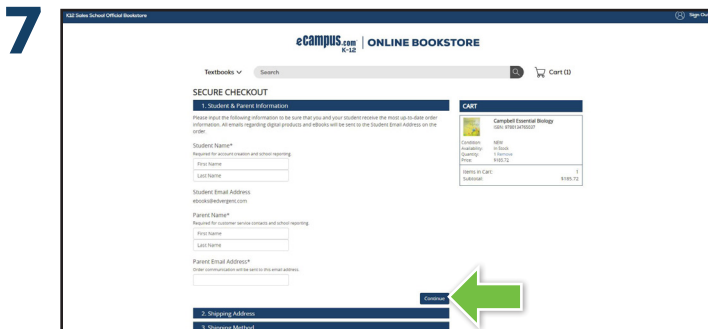 7
K12 Sales School Official Bookstore
Sign Out
eCampus.com K-12 | ONLINE BOOKSTORE
Textbooks
Search
Cart (1)
SECURE CHECKOUT
1. Student & Parent Information
Please input the following information to be sure that you and your student receive the most up-to-date order
information. All emails regarding digital products and eBooks will be sent to the Student Email Address on the
order.
Student Name*
Required for account creation and school reporting
First Name
Last Name
Student Email Address
ebooks@edvergent.com
Parent Name*
Required for customer service contacts and school reporting
First Name
Last Name
Parent Email Address*
Order communication will be sent to this email address
Continue
2. Shipping Address
3. Shipping Method
CART
Campbell Essential Biology
ISBN: 9780134765037
Condition: NEW
Availability: In Stock
Quantity: 1 Remove
Price: $185.72
Items in Cart: 1
Subtotal: $185.72